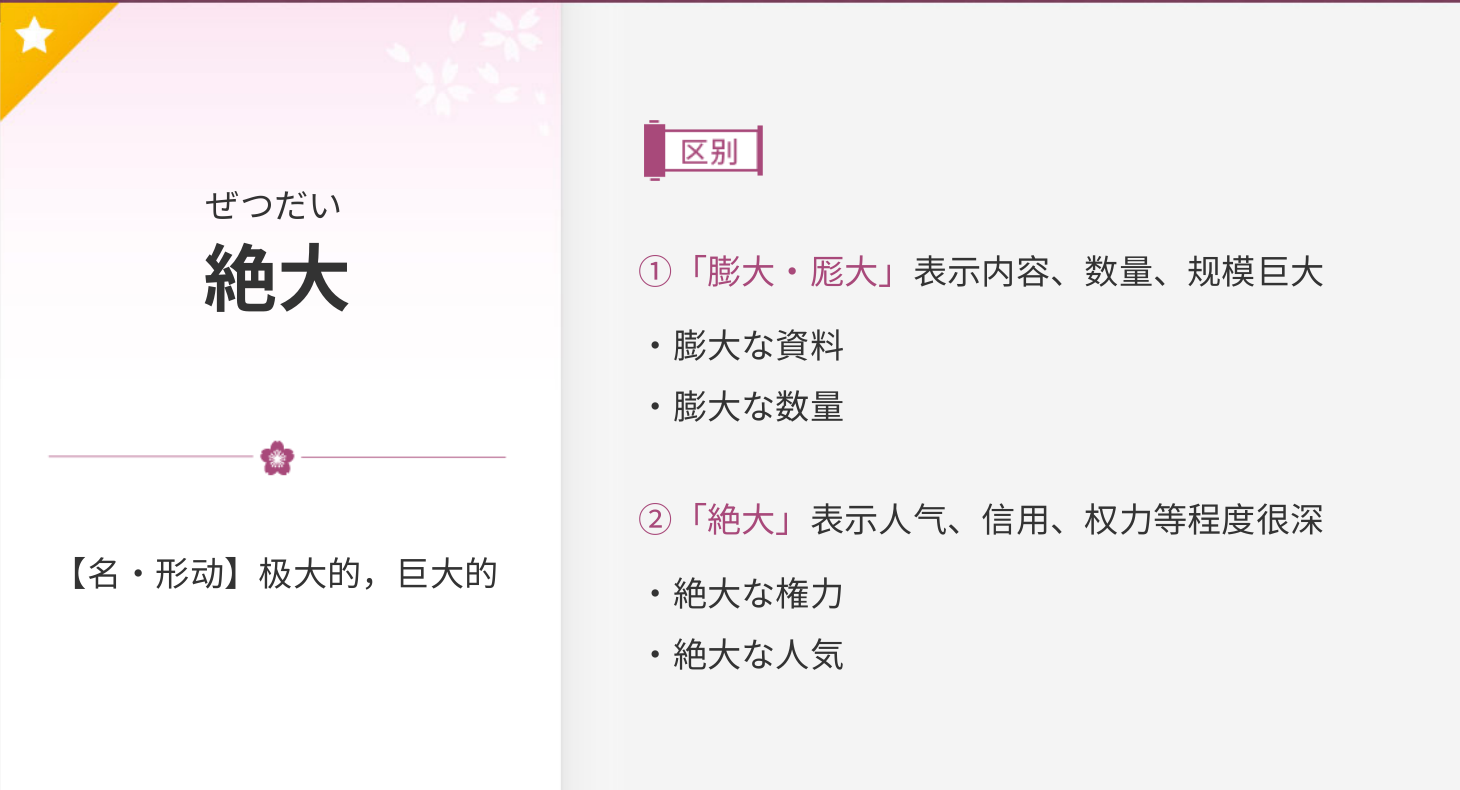 ぜつだい
絶大
【名・形动】极大的，巨大的
区别
①「膨大・厖大」表示内容、数量、规模巨大
・膨大な資料
・膨大な数量
②「絶大」表示人气、信用、权力等程度很深
・絶大な権力
・絶大な人気